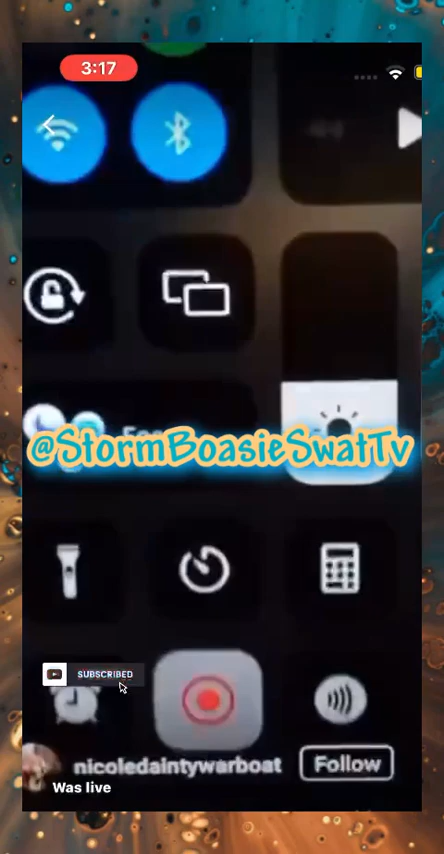 3:17
@StormBoasieSwatTv
SUBSCRIBED
nicoledaintywarboat
Follow
Was live